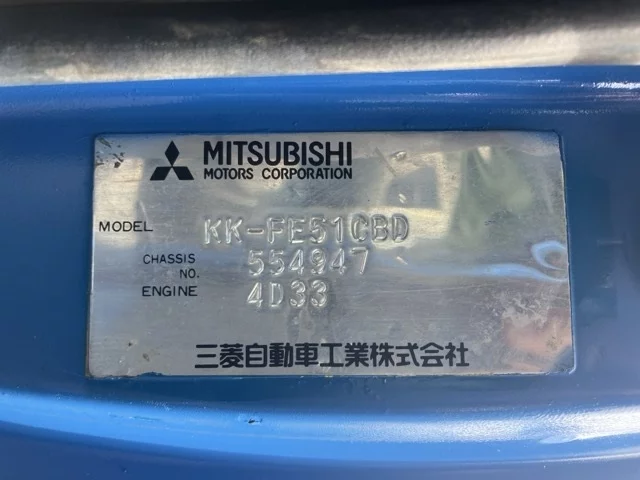 MITSUBISHI
MOTORS CORPORATION
MODEL KK-FE51CBD
CHASSIS NO. 554947
ENGINE 4D33
三菱自動車工業株式会社